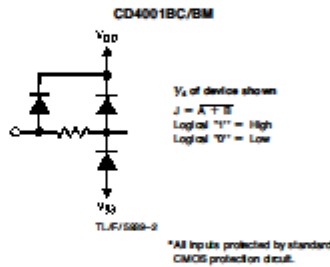 CD4001BC/BM
VDD
¼ of device shown
J = A + B
Logical "1" = High
Logical "0" = Low
VSS
TL/F/5939–2
*All inputs protected by standard
CMOS protection circuit.